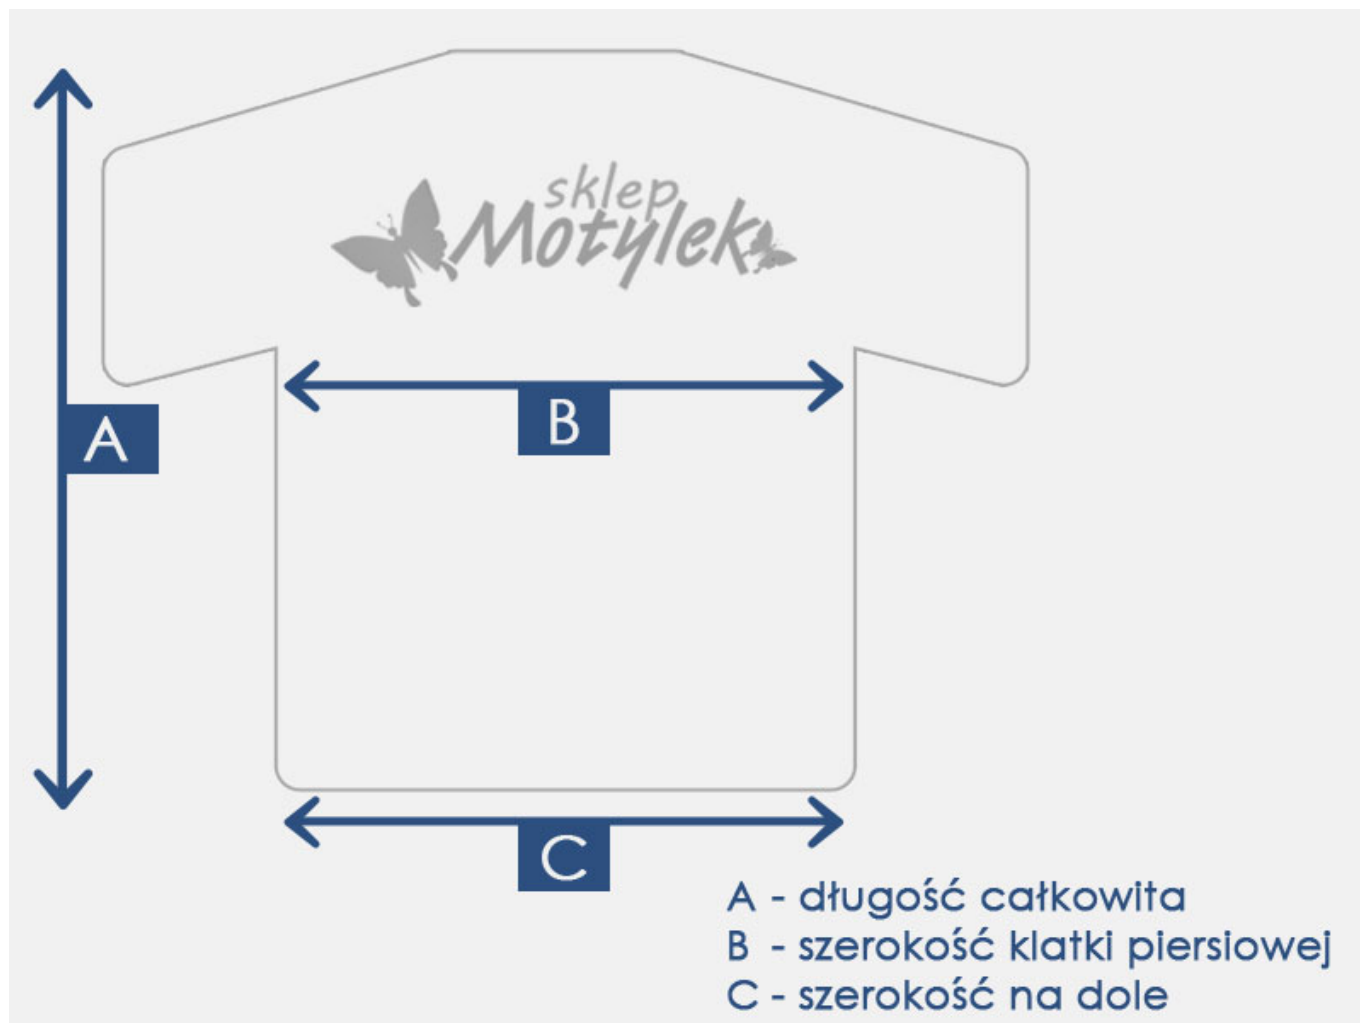 sklep
Motylek
A
B
C
A - długość całkowita
B - szerokość klatki piersiowej
C - szerokość na dole